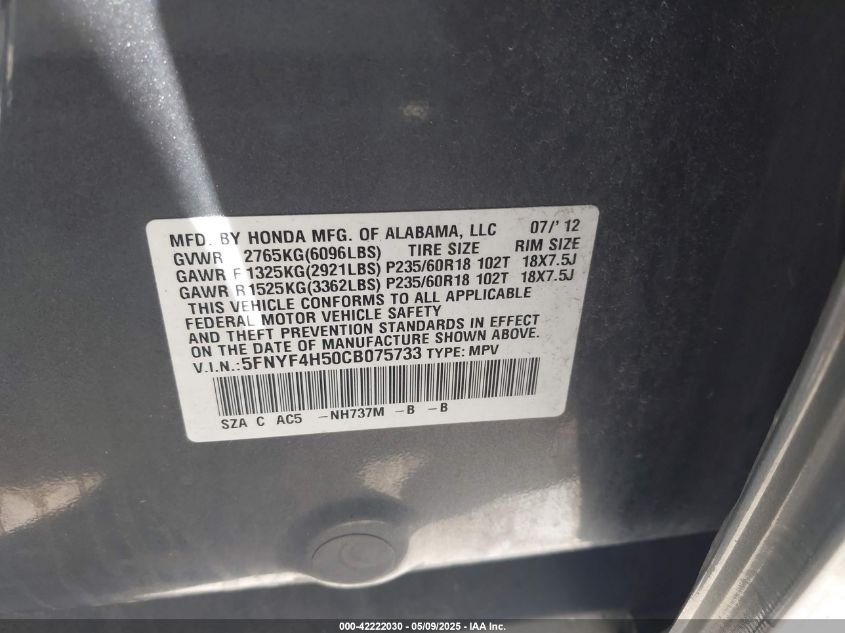 MFD. BY HONDA MFG. OF ALABAMA, LLC 07/'12
GVWR 2765KG(6096LBS) TIRE SIZE RIM SIZE
GAWR F 1325KG(2921LBS) P235/60R18 102T 18X7.5J
GAWR R 1525KG(3362LBS) P235/60R18 102T 18X7.5J
THIS VEHICLE CONFORMS TO ALL APPLICABLE
FEDERAL MOTOR VEHICLE SAFETY
AND THEFT PREVENTION STANDARDS IN EFFECT
ON THE DATE OF MANUFACTURE SHOWN ABOVE.
V.I.N.:5FNYF4H50CB075733 TYPE: MPV
SZA C AC5 -NH737M -B -B
000-42222030 - 05/09/2025 - IAA Inc.